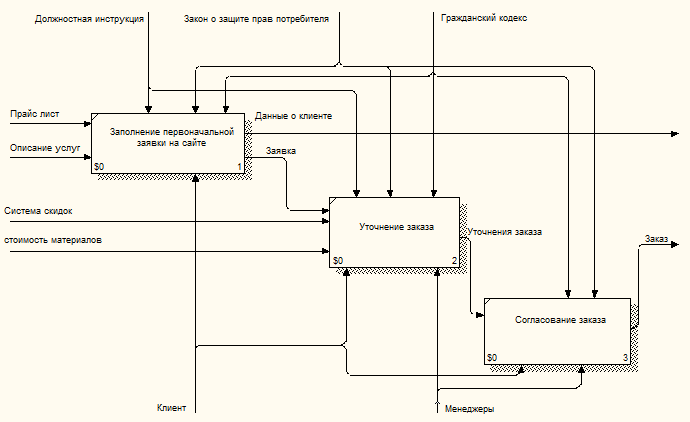 Должностная инструкция
Закон о защите прав потребителя
Гражданский кодекс
Прайс лист
Данные о клиенте
Заполнение первоначальной
заявки на сайте
Описание услуг
Заявка
$0
1
Система скидок
Уточнение заказа
Уточнения заказа
стоимость материалов
Заказ
$0
2
Согласование заказа
$0
3
Клиент
Менеджеры